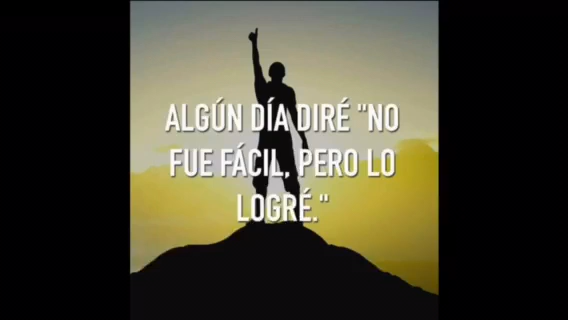 ALGÚN DÍA DIRÉ "NO
FUE FÁCIL, PERO LO
LOGRÉ."